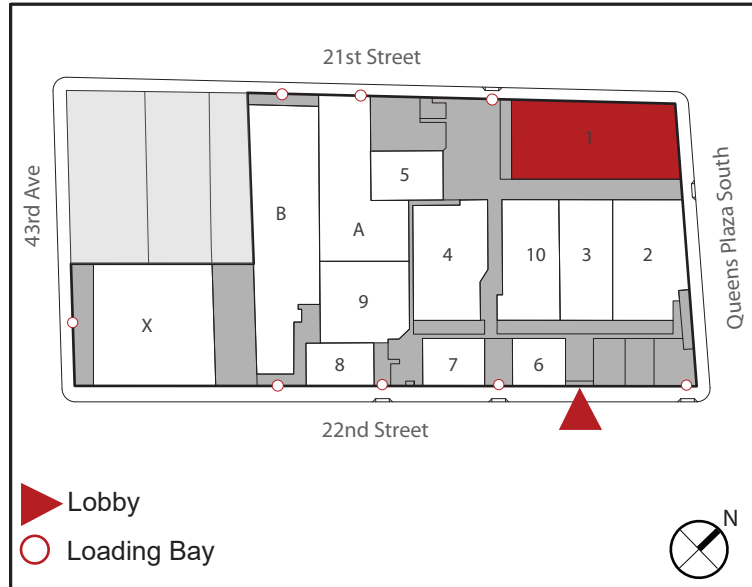 21st Street
43rd Ave
Queens Plaza South
1
5
B
A
4
10
3
2
9
X
8
7
6
22nd Street
Lobby
Loading Bay
N